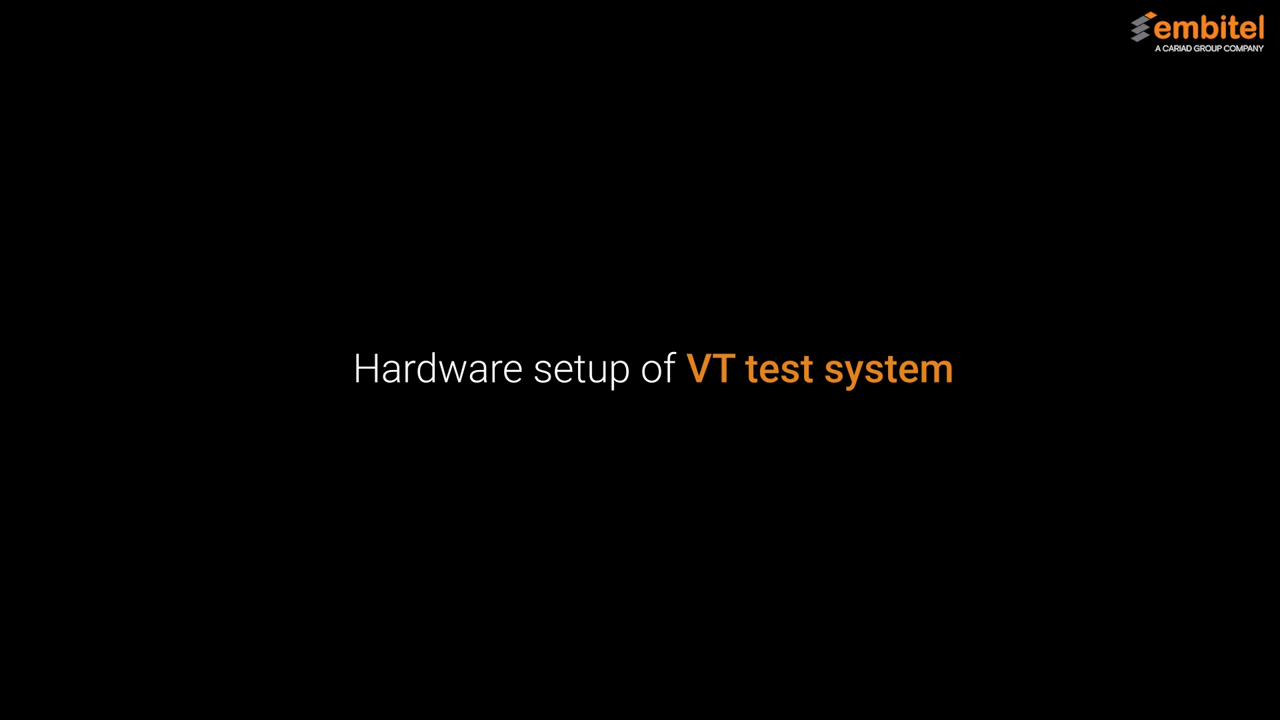 embitel
A CARIAD GROUP COMPANY
Hardware setup of VT test system